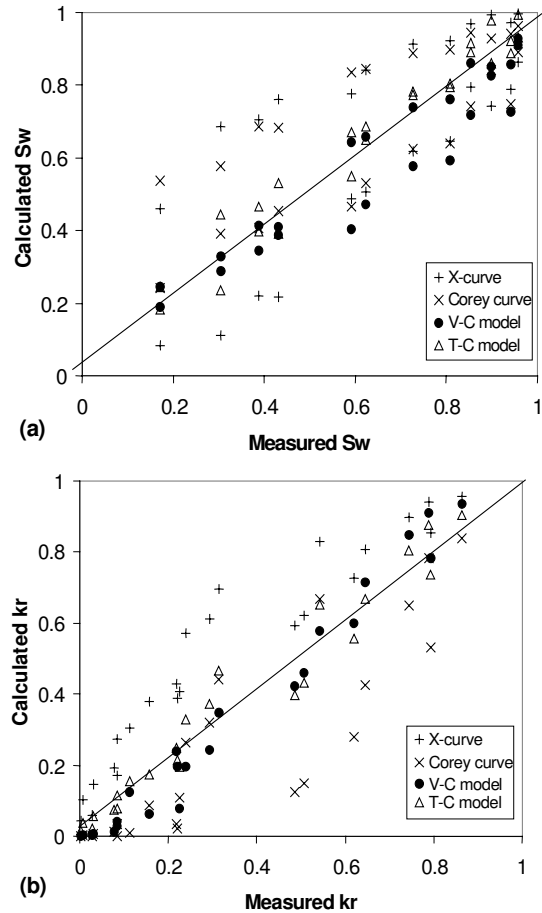 1
0.8
0.6
0.4
0.2
0
Calculated Sw
X-curve
Corey curve
V-C model
T-C model
0 0.2 0.4 0.6 0.8 1
(a)
Measured Sw
1
0.8
0.6
0.4
0.2
0
Calculated kr
X-curve
Corey curve
V-C model
T-C model
0 0.2 0.4 0.6 0.8 1
(b)
Measured kr